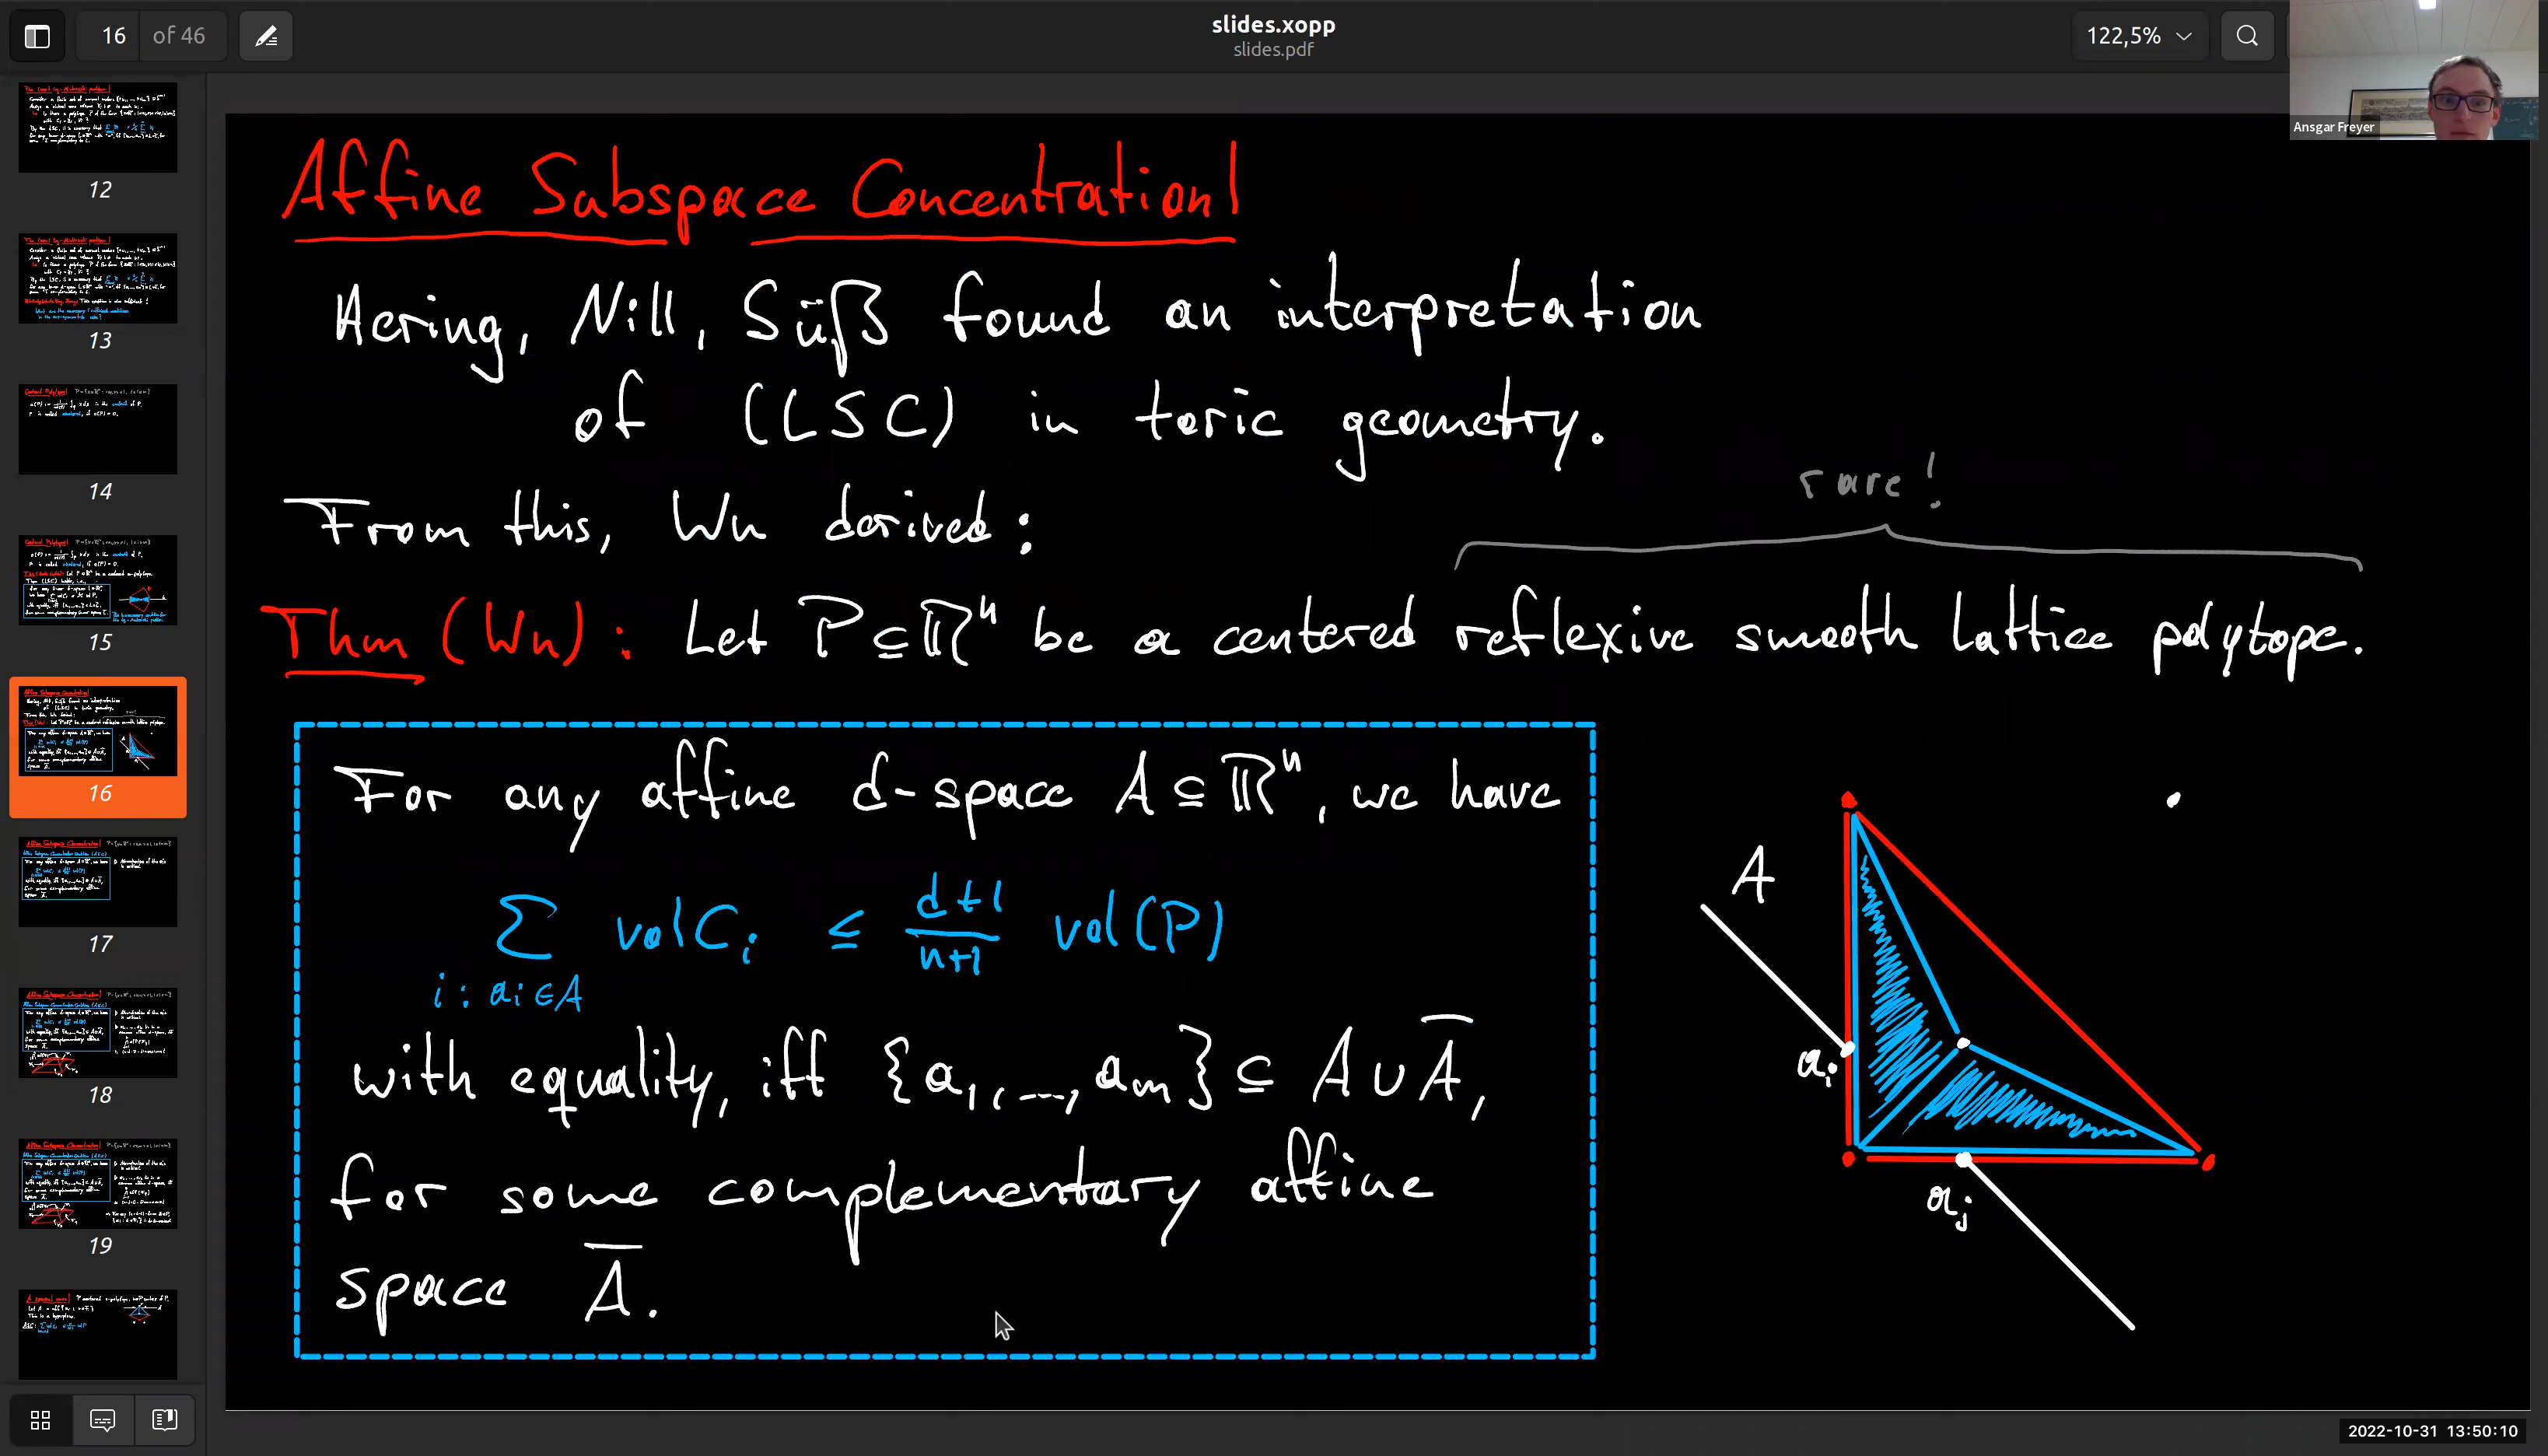 16 of 46
slides.xopp
slides.pdf
122,5%
Ansgar Freyer
12
13
14
15
16
17
18
19
Affine Subspace Concentration
Hering, Nill, Süß found an interpretation
of (LSC) in toric geometry.
From this, Wu derived:
rare!
Thm (Wu): Let P ⊆ ℝⁿ be a centered reflexive smooth lattice polytope.
For any affine d-space A ⊆ ℝⁿ, we have
∑ vol Cᵢ ≤ d+1/n+1 vol(P)
i : aᵢ ∈ A
with equality, iff {a₁, ..., aₘ} ⊆ A ∪ A̅,
for some complementary affine
space A̅.
A
aᵢ
aⱼ
2022-10-31 13:50:10